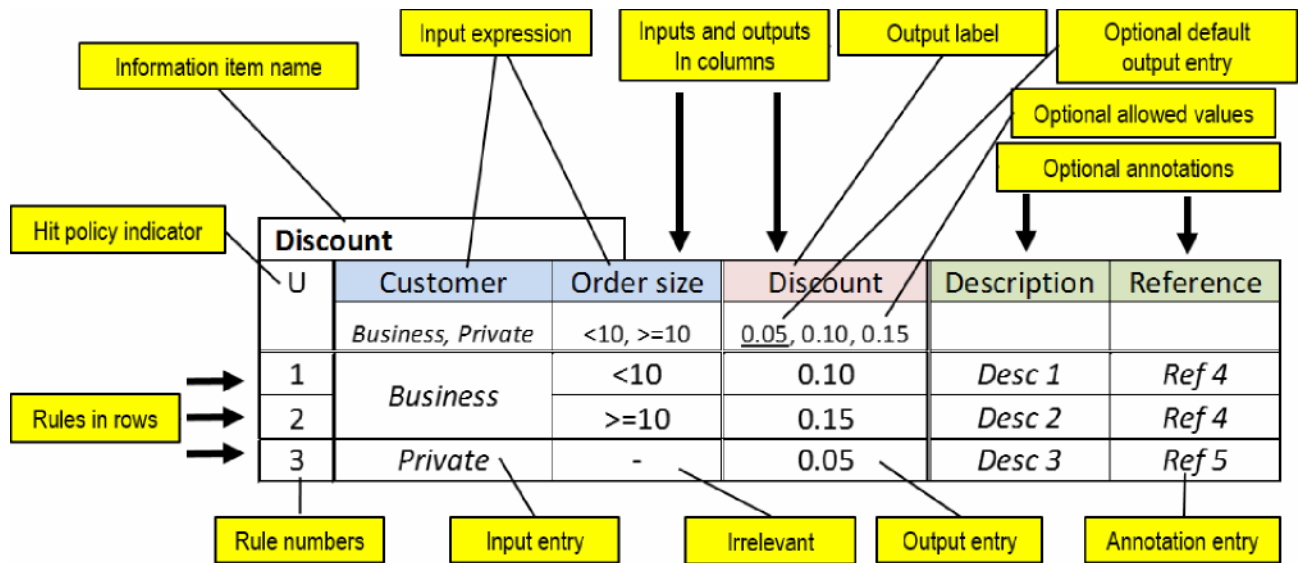 Input expression
Inputs and outputs
In columns
Output label
Optional default
output entry
Information item name
Optional allowed values
Optional annotations
Hit policy indicator
Discount
U Customer Order size Discount Description Reference
Business, Private <10, >=10 0.05, 0.10, 0.15
1 Business <10 0.10 Desc 1 Ref 4
Rules in rows
2 >=10 0.15 Desc 2 Ref 4
3 Private - 0.05 Desc 3 Ref 5
Rule numbers
Input entry
Irrelevant
Output entry
Annotation entry